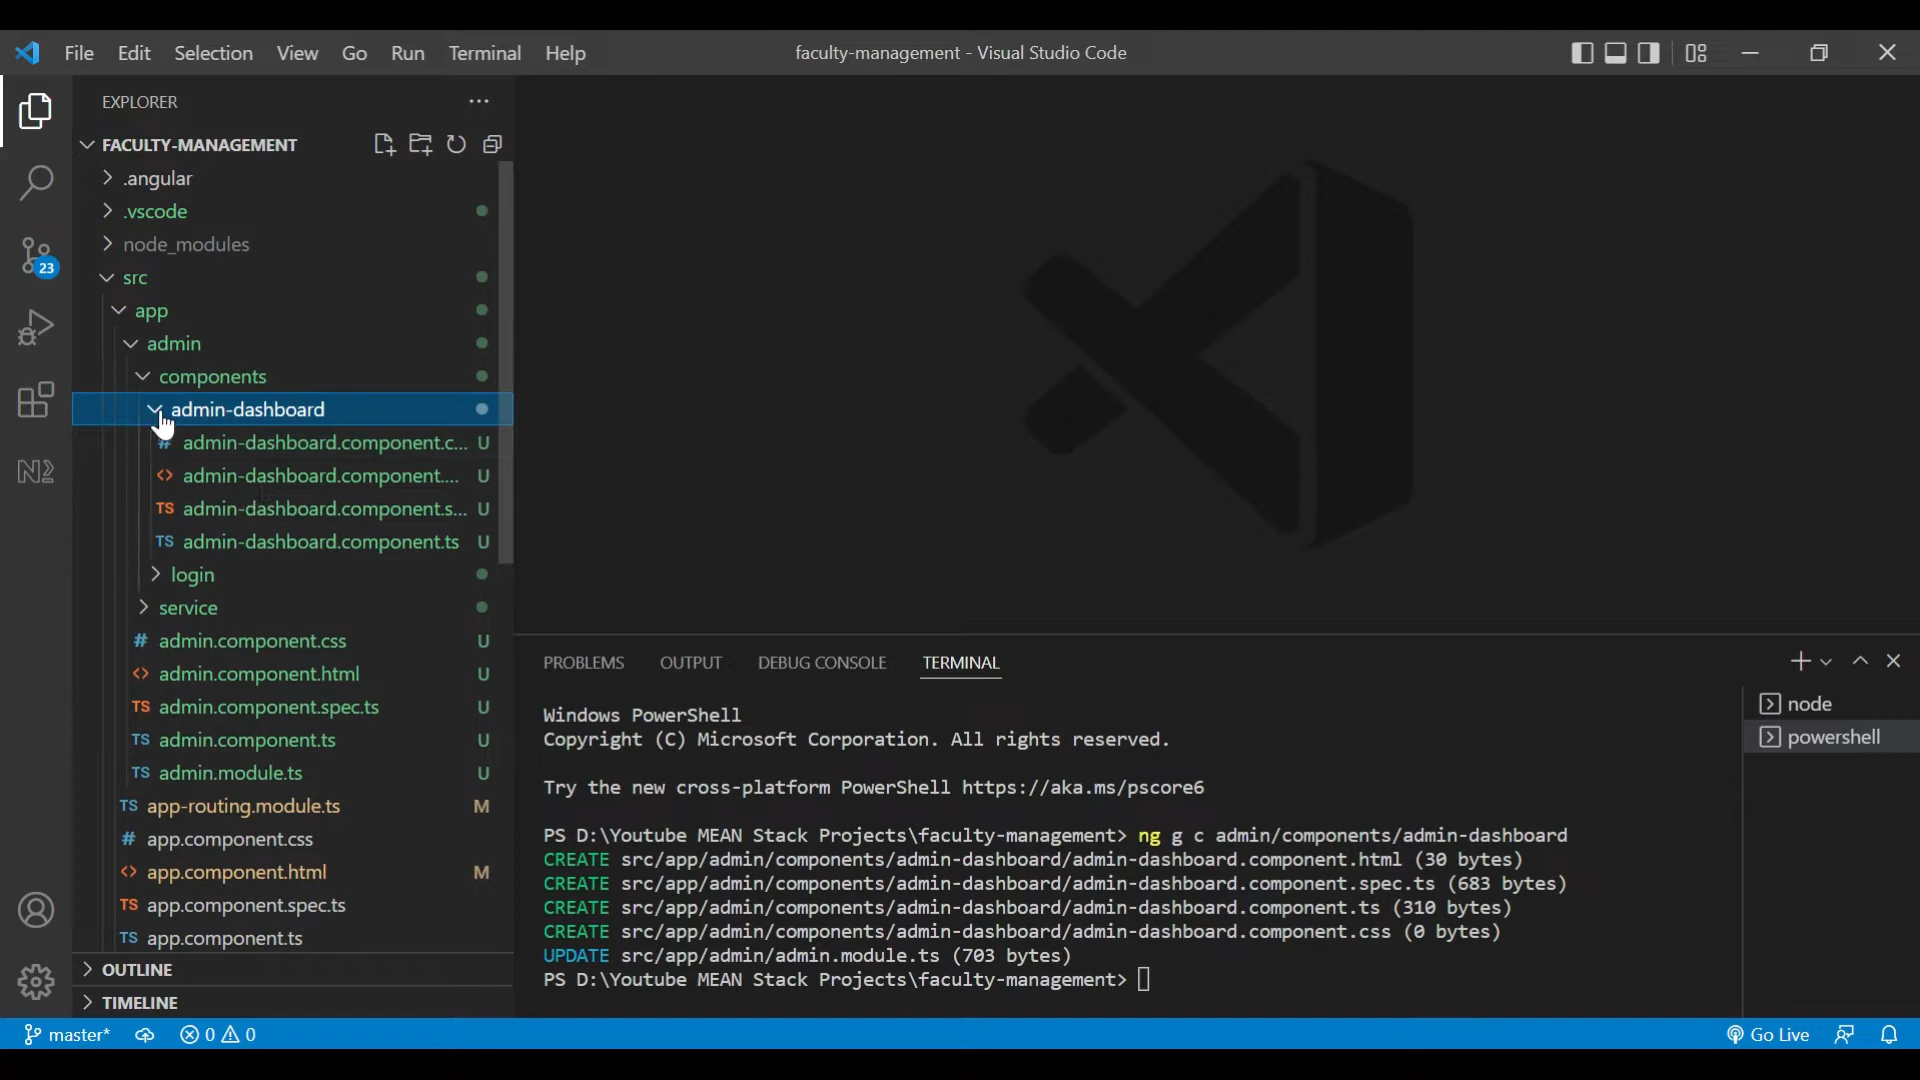 File Edit Selection View Go Run Terminal Help
faculty-management - Visual Studio Code
EXPLORER
FACULTY-MANAGEMENT
.angular
.vscode
node_modules
src
app
admin
components
admin-dashboard
# admin-dashboard.component.c... U
<> admin-dashboard.component.... U
TS admin-dashboard.component.s... U
TS admin-dashboard.component.ts U
login
service
# admin.component.css U
<> admin.component.html U
TS admin.component.spec.ts U
TS admin.component.ts U
TS admin.module.ts U
TS app-routing.module.ts M
# app.component.css
<> app.component.html M
TS app.component.spec.ts
TS app.component.ts
OUTLINE
TIMELINE
23
PROBLEMS OUTPUT DEBUG CONSOLE TERMINAL
Windows PowerShell
Copyright (C) Microsoft Corporation. All rights reserved.
Try the new cross-platform PowerShell https://aka.ms/pscore6
PS D:\Youtube MEAN Stack Projects\faculty-management> ng g c admin/components/admin-dashboard
CREATE src/app/admin/components/admin-dashboard/admin-dashboard.component.html (30 bytes)
CREATE src/app/admin/components/admin-dashboard/admin-dashboard.component.spec.ts (683 bytes)
CREATE src/app/admin/components/admin-dashboard/admin-dashboard.component.ts (310 bytes)
CREATE src/app/admin/components/admin-dashboard/admin-dashboard.component.css (0 bytes)
UPDATE src/app/admin/admin.module.ts (703 bytes)
PS D:\Youtube MEAN Stack Projects\faculty-management>
node
powershell
master* 0 0
Go Live